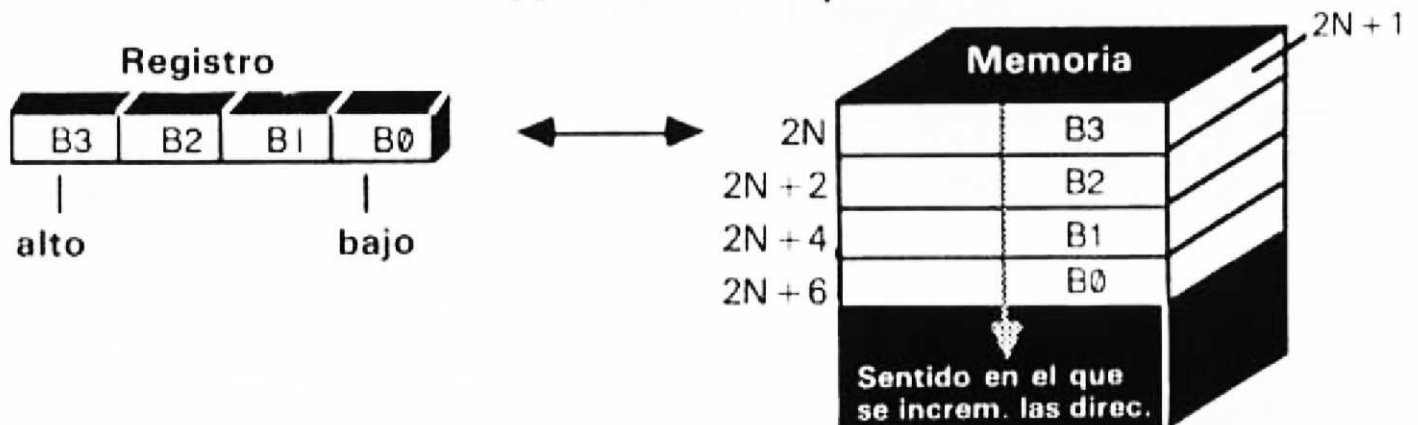 Registro
B3 B2 B1 B0
alto bajo
Memoria
2N + 1
2N B3
2N + 2 B2
2N + 4 B1
2N + 6 B0
Sentido en el que
se increm. las direc.